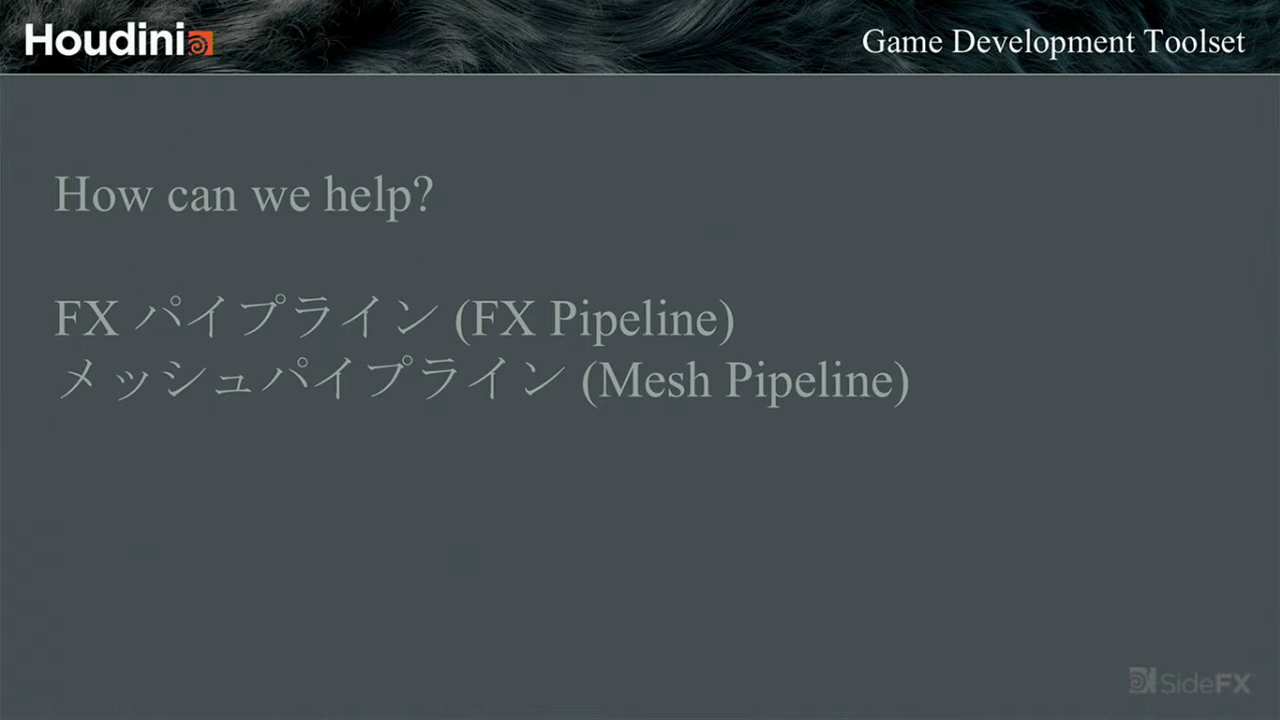 Houdini
Game Development Toolset
How can we help?
FX パイプライン (FX Pipeline)
メッシュパイプライン (Mesh Pipeline)
SideFX